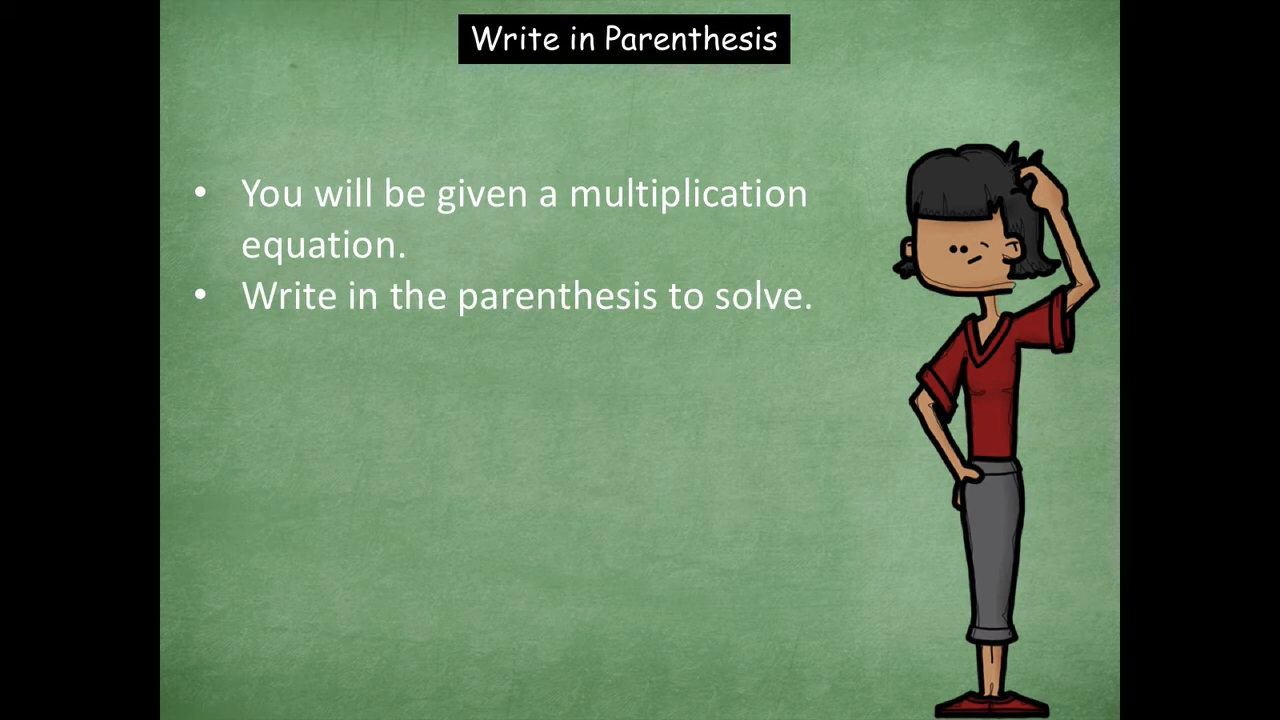 Write in Parenthesis
• You will be given a multiplication
equation.
• Write in the parenthesis to solve.